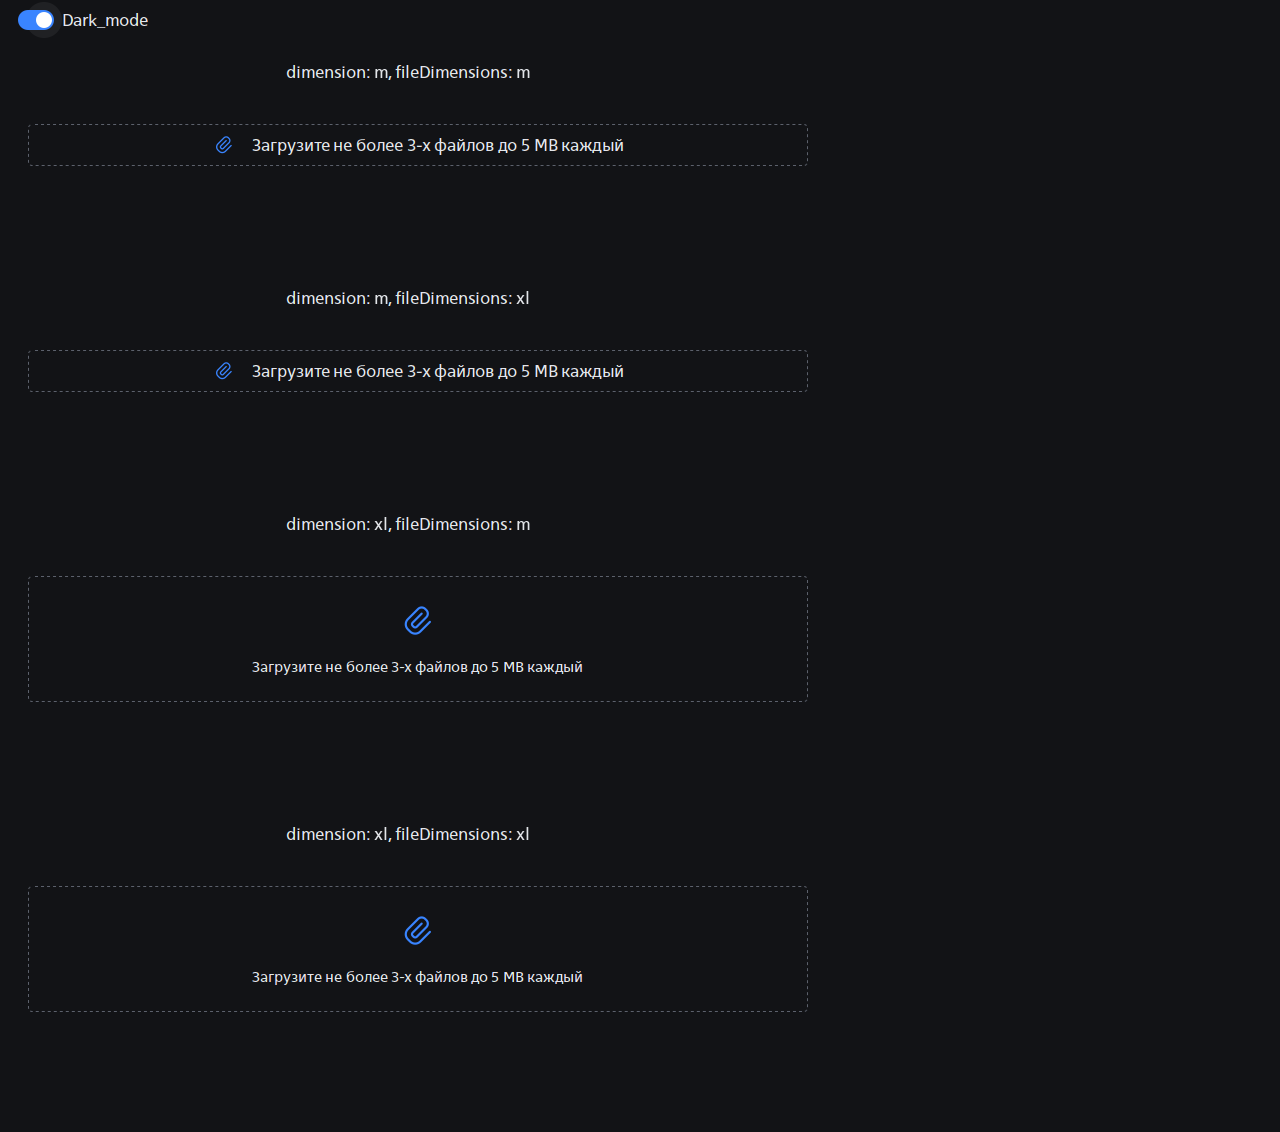 Dark_mode
dimension: m, fileDimensions: m
Загрузите не более 3-х файлов до 5 MB каждый
dimension: m, fileDimensions: xl
Загрузите не более 3-х файлов до 5 MB каждый
dimension: xl, fileDimensions: m
Загрузите не более 3-х файлов до 5 MB каждый
dimension: xl, fileDimensions: xl
Загрузите не более 3-х файлов до 5 MB каждый